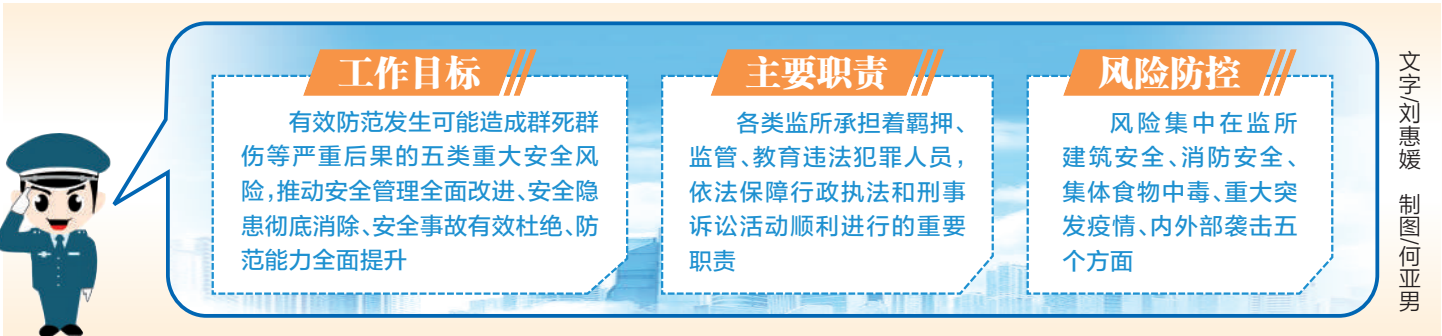 工作目标
有效防范发生可能造成群死群
伤等严重后果的五类重大安全风
险,推动安全管理全面改进、安全隐
患彻底消除、安全事故有效杜绝、防
范能力全面提升
主要职责
各类监所承担着羁押、
监管、教育违法犯罪人员，
依法保障行政执法和刑事
诉讼活动顺利进行的重要
职责
风险防控
风险集中在监所
建筑安全、消防安全、
集体食物中毒、重大突
发疫情、内外部袭击五
个方面
文字/刘惠媛 制图/何亚男